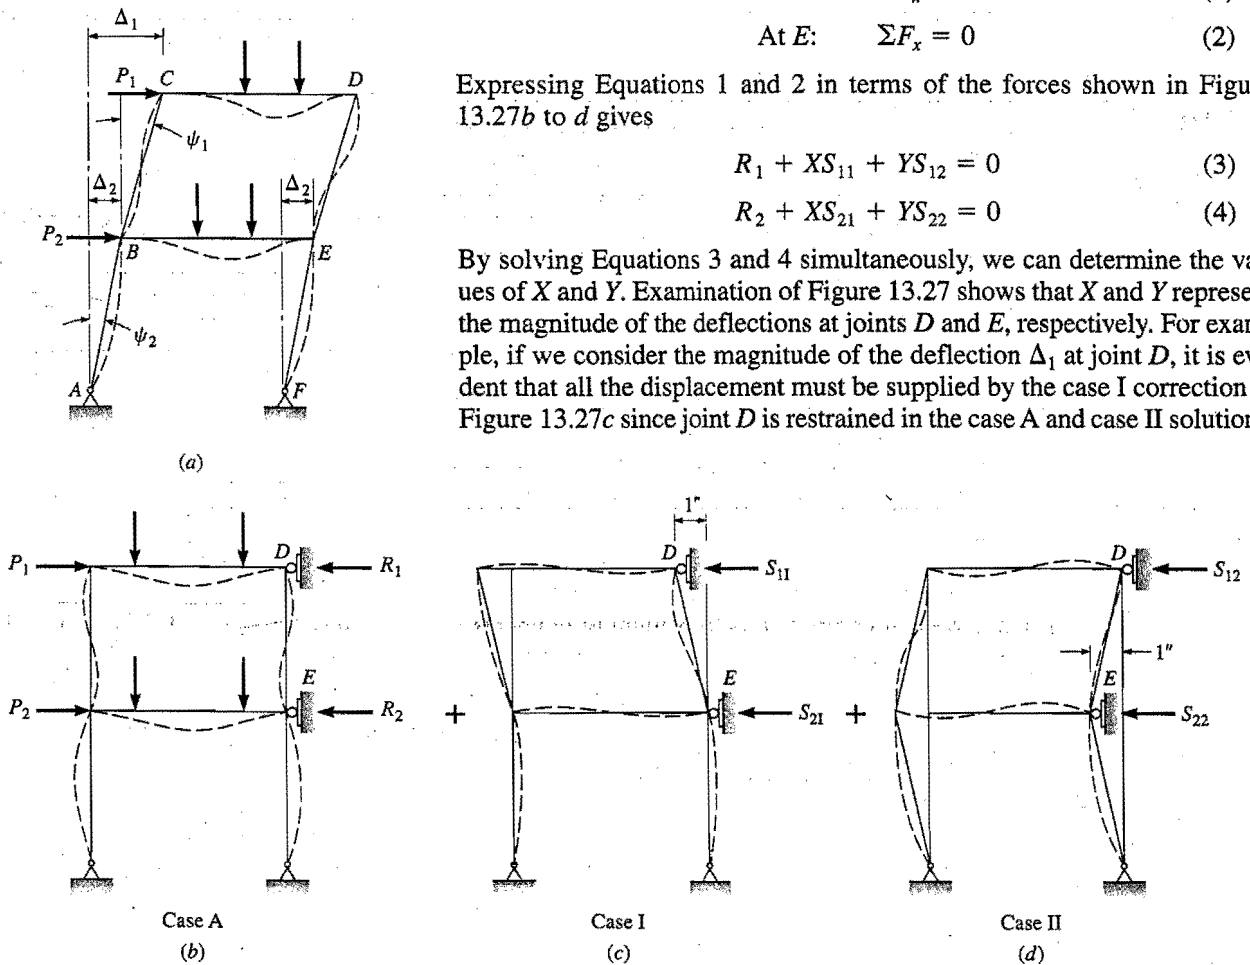 At E: ΣFₓ = 0 (2)
Expressing Equations 1 and 2 in terms of the forces shown in Figu
13.27b to d gives
R₁ + XS₁₁ + YS₁₂ = 0 (3)
R₂ + XS₂₁ + YS₂₂ = 0 (4)
By solving Equations 3 and 4 simultaneously, we can determine the va
ues of X and Y. Examination of Figure 13.27 shows that X and Y represe
the magnitude of the deflections at joints D and E, respectively. For exam
ple, if we consider the magnitude of the deflection Δ₁ at joint D, it is ev
dent that all the displacement must be supplied by the case I correction
Figure 13.27c since joint D is restrained in the case A and case II solution
Δ₁
P₁ C D
ψ₁
Δ₂ Δ₂
P₂ B E
ψ₂
A F
(a)
P₁ D R₁
E
P₂ R₂
Case A
(b)
+
1"
D S₁₁
E
S₂₁
Case I
(c)
+
D S₁₂
1"
E
S₂₂
Case II
(d)